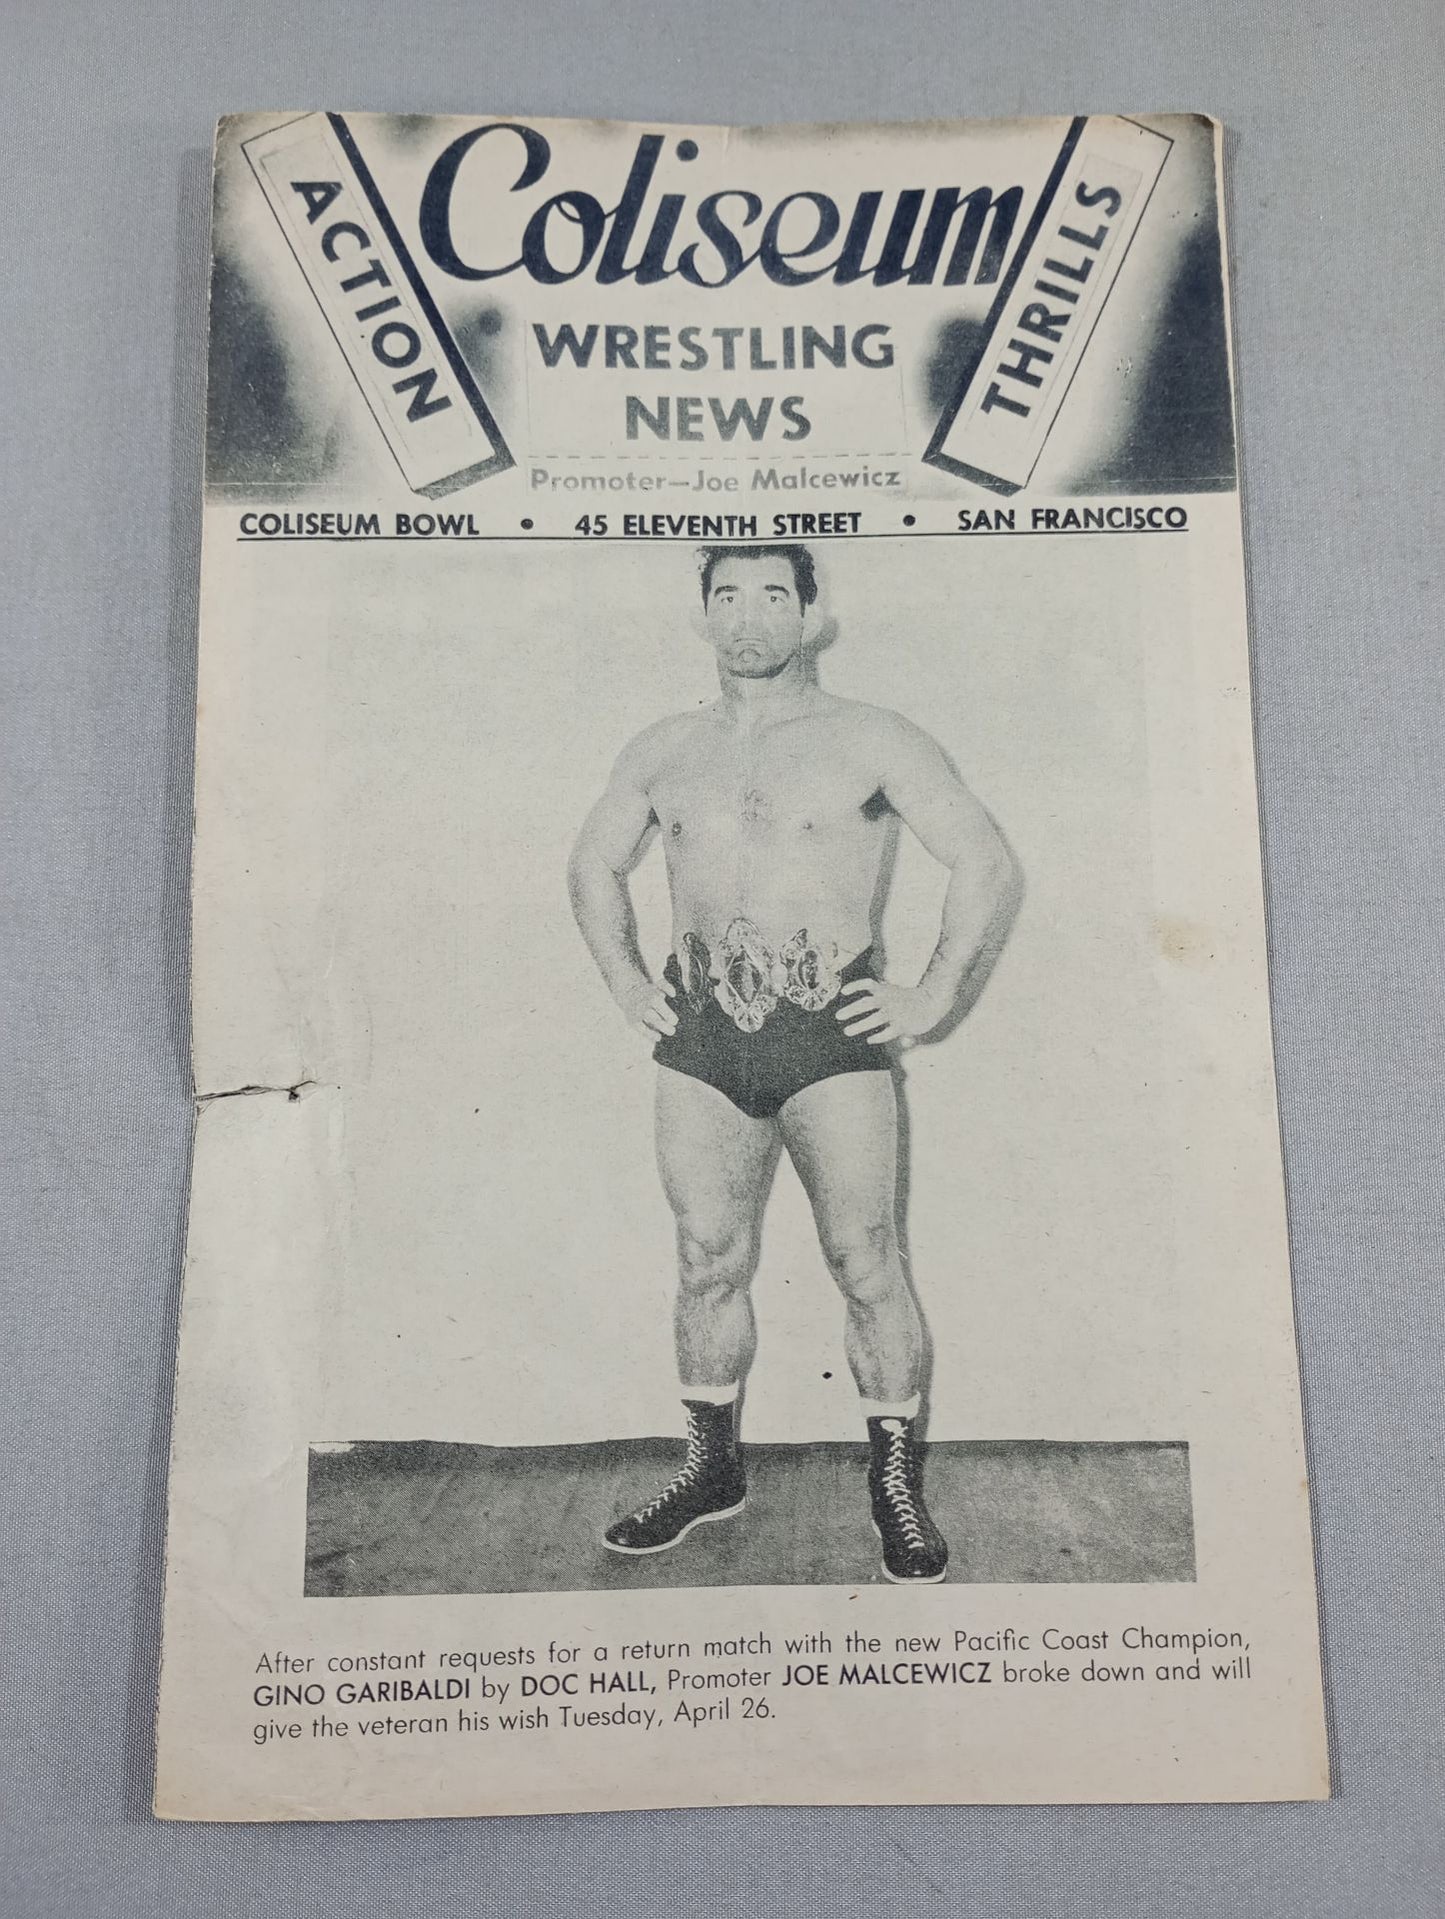 ACTION
Coliseum
THRILLS
WRESTLING
NEWS
Promoter—Joe Malcewicz
COLISEUM BOWL • 45 ELEVENTH STREET • SAN FRANCISCO
After constant requests for a return match with the new Pacific Coast Champion,
GINO GARIBALDI by DOC HALL, Promoter JOE MALCEWICZ broke down and will
give the veteran his wish Tuesday, April 26.